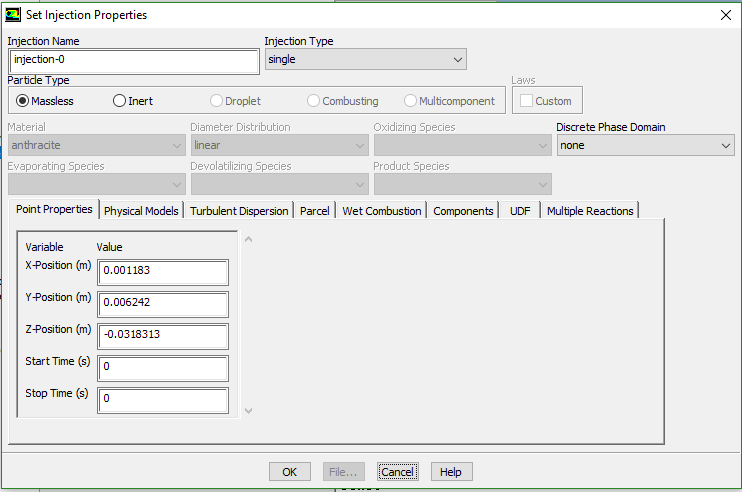 Set Injection Properties
Injection Name Injection Type
injection-0 single
Particle Type Laws
Massless Inert Droplet Combusting Multicomponent Custom
Material Diameter Distribution Oxidizing Species Discrete Phase Domain
anthracite linear none
Evaporating Species Devolatilizing Species Product Species
Point Properties Physical Models Turbulent Dispersion Parcel Wet Combustion Components UDF Multiple Reactions
Variable Value
X-Position (m) 0.001183
Y-Position (m) 0.006242
Z-Position (m) -0.0318313
Start Time (s) 0
Stop Time (s) 0
OK File... Cancel Help